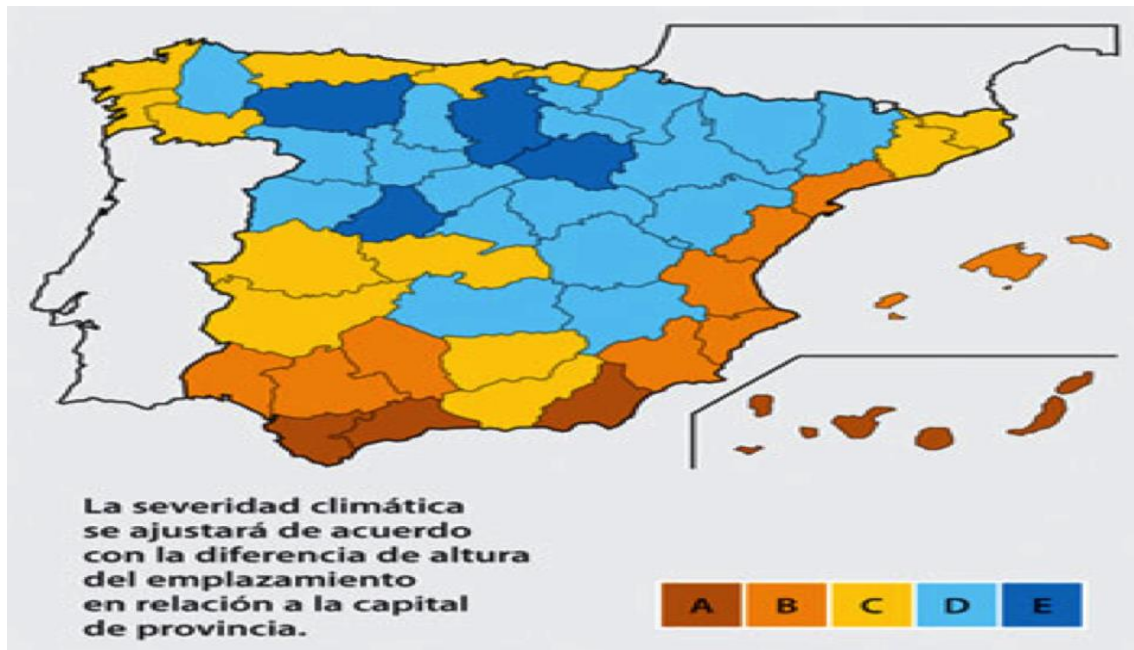 La severidad climática
se ajustará de acuerdo
con la diferencia de altura
del emplazamiento
en relación a la capital
de provincia.
A B C D E